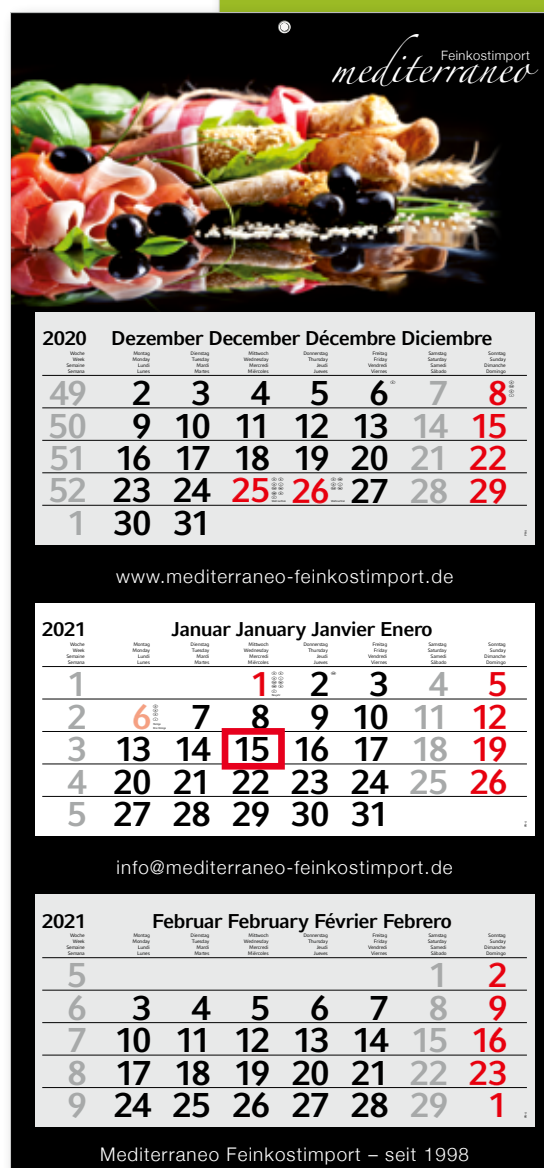 Feinkostimport
mediterraneo
2020 Dezember December Décembre Diciembre
Woche Montag Dienstag Mittwoch Donnerstag Freitag Samstag Sonntag
Week Monday Tuesday Wednesday Thursday Friday Saturday Sunday
Semaine Lundi Mardi Mercredi Jeudi Vendredi Samedi Dimanche
Semana Lunes Martes Miércoles Jueves Viernes Sábado Domingo
49 2 3 4 5 6 7 8
50 9 10 11 12 13 14 15
51 16 17 18 19 20 21 22
52 23 24 25 26 27 28 29
1 30 31
www.mediterraneo-feinkostimport.de
2021 Januar January Janvier Enero
Woche Montag Dienstag Mittwoch Donnerstag Freitag Samstag Sonntag
Week Monday Tuesday Wednesday Thursday Friday Saturday Sunday
Semaine Lundi Mardi Mercredi Jeudi Vendredi Samedi Dimanche
Semana Lunes Martes Miércoles Jueves Viernes Sábado Domingo
1 1 2 3 4 5
2 6 7 8 9 10 11 12
3 13 14 15 16 17 18 19
4 20 21 22 23 24 25 26
5 27 28 29 30 31
info@mediterraneo-feinkostimport.de
2021 Februar February Février Febrero
Woche Montag Dienstag Mittwoch Donnerstag Freitag Samstag Sonntag
Week Monday Tuesday Wednesday Thursday Friday Saturday Sunday
Semaine Lundi Mardi Mercredi Jeudi Vendredi Samedi Dimanche
Semana Lunes Martes Miércoles Jueves Viernes Sábado Domingo
5 1 2
6 3 4 5 6 7 8 9
7 10 11 12 13 14 15 16
8 17 18 19 20 21 22 23
9 24 25 26 27 28 29 1
Mediterraneo Feinkostimport – seit 1998